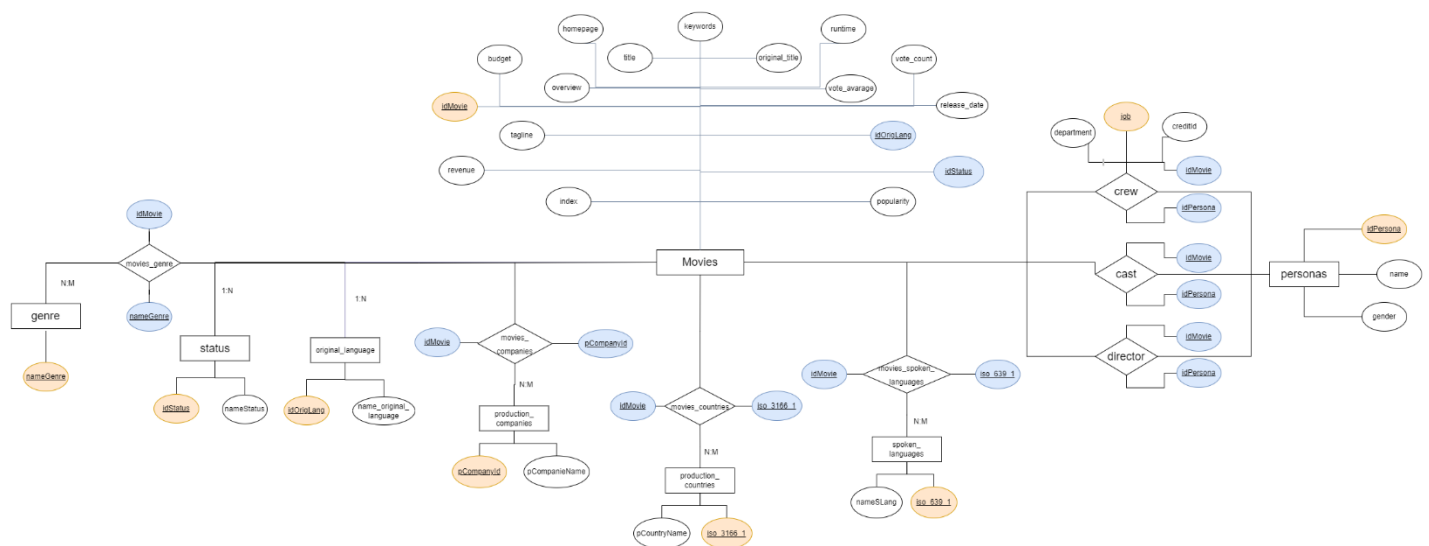 keywords
homepage
runtime
title
original_title
budget
vote_count
overview
vote_avarage
idMovie
release_date
tagline
idOrigLang
revenue
idStatus
index
popularity
job
department
creditId
idMovie
crew
idPersona
idMovie
cast
idPersona
idMovie
director
idPersona
idPersona
personas
name
gender
Movies
idMovie
movies_genre
nameGenre
N:M
genre
nameGenre
1:N
status
idStatus
nameStatus
1:N
original_language
idOrigLang
name_original_
language
idMovie
movies_
companies
pCompanyId
N:M
production_
companies
pCompanyId
pCompanieName
idMovie
movies_countries
iso_3166_1
N:M
production_
countries
pCountryName
iso_3166_1
idMovie
movies_spoken_
languages
iso_639_1
N:M
spoken_
languages
nameSLang
iso_639_1